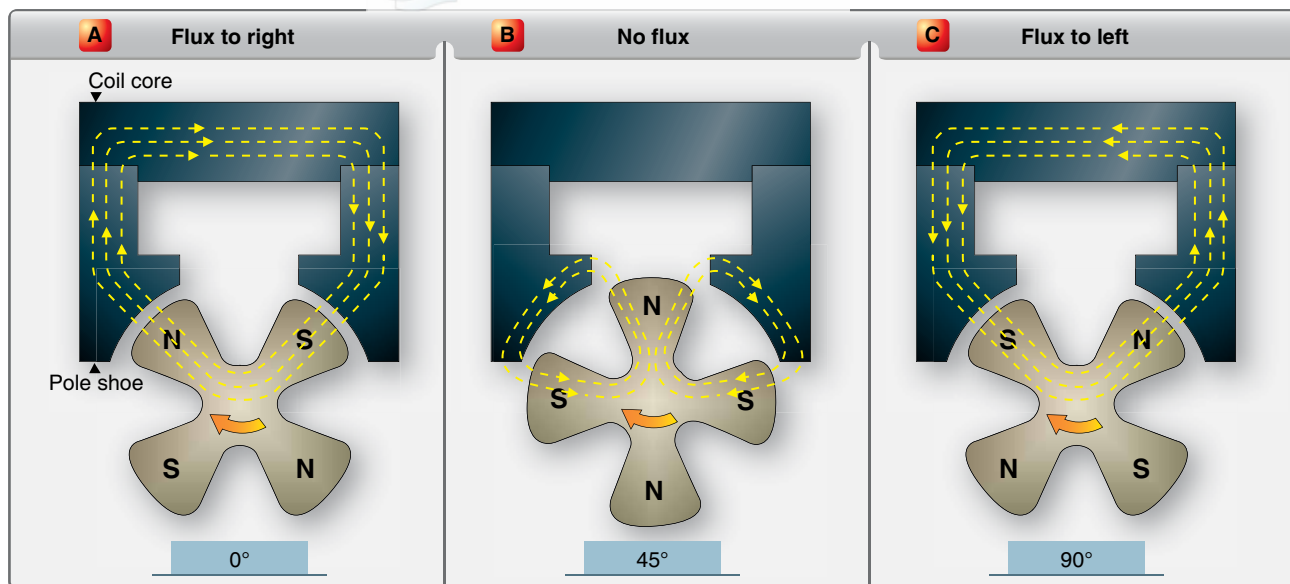 A Flux to right
B No flux
C Flux to left
Coil core
Pole shoe
N S
S N
N
S S
N
S N
N S
0°
45°
90°